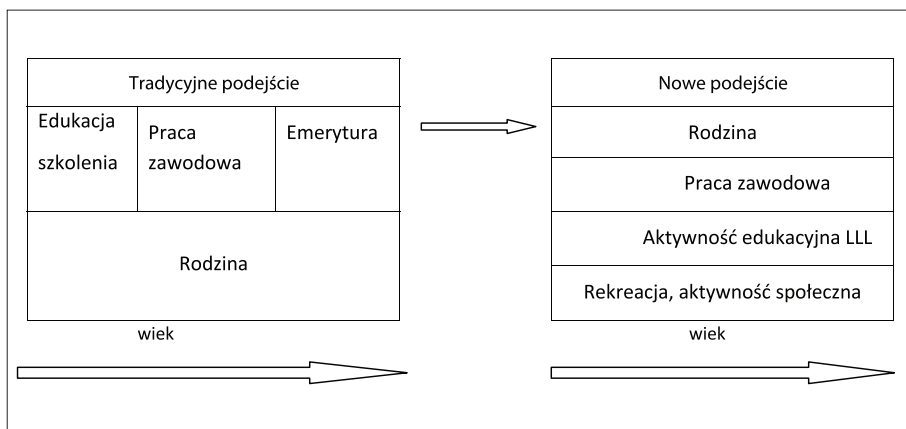 Tradycyjne podejście
Edukacja
szkolenia
Praca
zawodowa
Emerytura
Rodzina
wiek
Nowe podejście
Rodzina
Praca zawodowa
Aktywność edukacyjna LLL
Rekreacja, aktywność społeczna
wiek